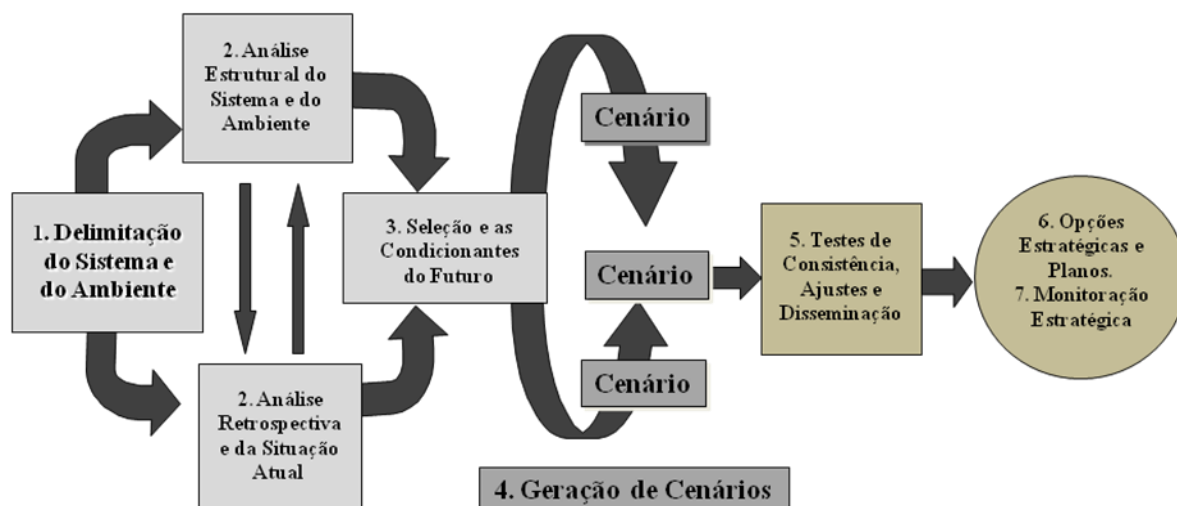 1. Delimitação
do Sistema e
do Ambiente
2. Análise
Estrutural do
Sistema e do
Ambiente
2. Análise
Retrospectiva
e da Situação
Atual
3. Seleção e as
Condicionantes
do Futuro
Cenário
Cenário
Cenário
4. Geração de Cenários
5. Testes de
Consistência,
Ajustes e
Disseminação
6. Opções
Estratégicas e
Planos.
7. Monitoração
Estratégica